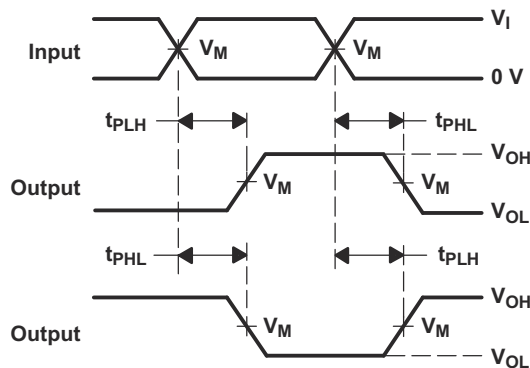 V_I
Input V_M V_M
0 V
t_PLH t_PHL
V_OH
Output V_M V_M
V_OL
t_PHL t_PLH
V_OH
Output V_M V_M
V_OL